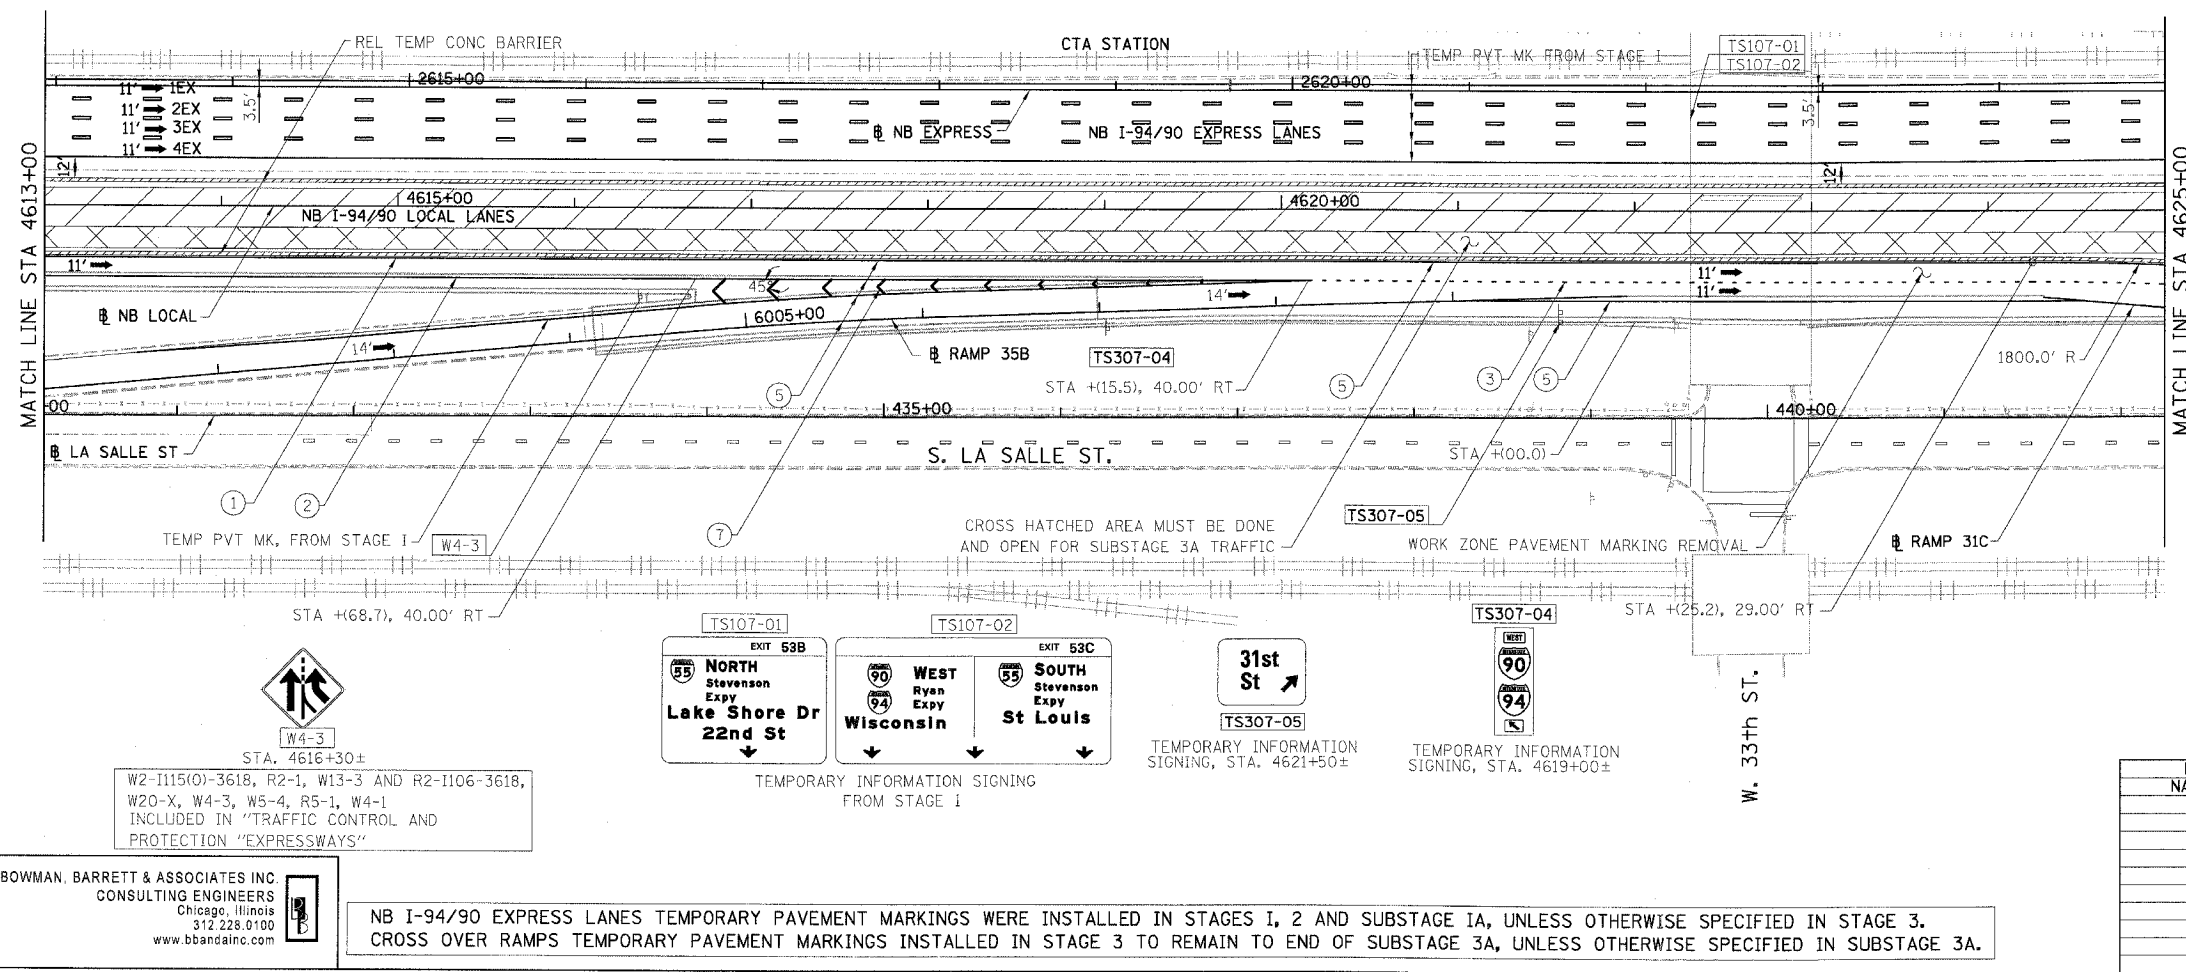 REL TEMP CONC BARRIER
CTA STATION
TEMP PVT MK FROM STAGE I
TS107-01
TS107-02
2615+00
2620+00
11' 1EX
11' 2EX
11' 3EX
11' 4EX
3.5'
3.5'
NB EXPRESS
NB I-94/90 EXPRESS LANES
12'
12'
MATCH LINE STA 4613+00
MATCH LINE STA 4625+00
4615+00
4620+00
NB I-94/90 LOCAL LANES
11'
11'
11'
45°
14'
14'
NB LOCAL
6005+00
RAMP 35B
TS307-04
STA +(15.5), 40.00' RT
5
5
3
5
1800.0' R
00
435+00
440+00
LA SALLE ST
S. LA SALLE ST.
STA +(00.0)
1
2
7
TEMP PVT MK, FROM STAGE I
W4-3
CROSS HATCHED AREA MUST BE DONE
AND OPEN FOR SUBSTAGE 3A TRAFFIC
TS307-05
WORK ZONE PAVEMENT MARKING REMOVAL
RAMP 31C
STA +(68.7), 40.00' RT
STA +(25.2), 29.00' RT
W. 33th ST.
TS107-01
EXIT 53B
55 NORTH
Stevenson
Expy
Lake Shore Dr
22nd St
TS107-02
EXIT 53C
90 WEST
94 Ryan
Expy
Wisconsin
55 SOUTH
Stevenson
Expy
St Louis
TEMPORARY INFORMATION SIGNING
FROM STAGE 1
31st
St
TS307-05
TEMPORARY INFORMATION
SIGNING, STA. 4621+50±
TS307-04
WEST
90
94
TEMPORARY INFORMATION
SIGNING, STA. 4619+00±
W4-3
STA. 4616+30±
W2-I115(O)-3618, R2-1, W13-3 AND R2-I106-3618,
W20-X, W4-3, W5-4, R5-1, W4-1
INCLUDED IN "TRAFFIC CONTROL AND
PROTECTION "EXPRESSWAYS"
BOWMAN, BARRETT & ASSOCIATES INC.
CONSULTING ENGINEERS
Chicago, Illinois
312.228.0100
www.bbandainc.com
NB I-94/90 EXPRESS LANES TEMPORARY PAVEMENT MARKINGS WERE INSTALLED IN STAGES I, 2 AND SUBSTAGE IA, UNLESS OTHERWISE SPECIFIED IN STAGE 3.
CROSS OVER RAMPS TEMPORARY PAVEMENT MARKINGS INSTALLED IN STAGE 3 TO REMAIN TO END OF SUBSTAGE 3A, UNLESS OTHERWISE SPECIFIED IN SUBSTAGE 3A.